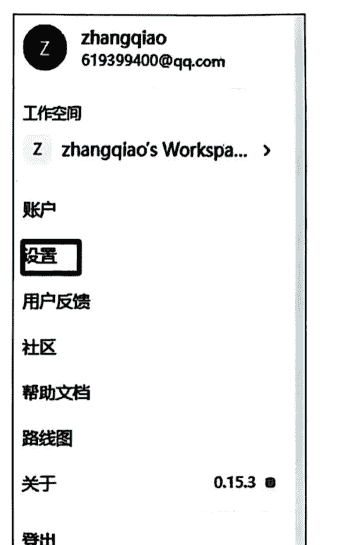 Z
zhangqiao
619399400@qq.com
工作空间
Z zhangqiao's Workspa... >
账户
设置
用户反馈
社区
帮助文档
路线图
关于 0.15.3
登出